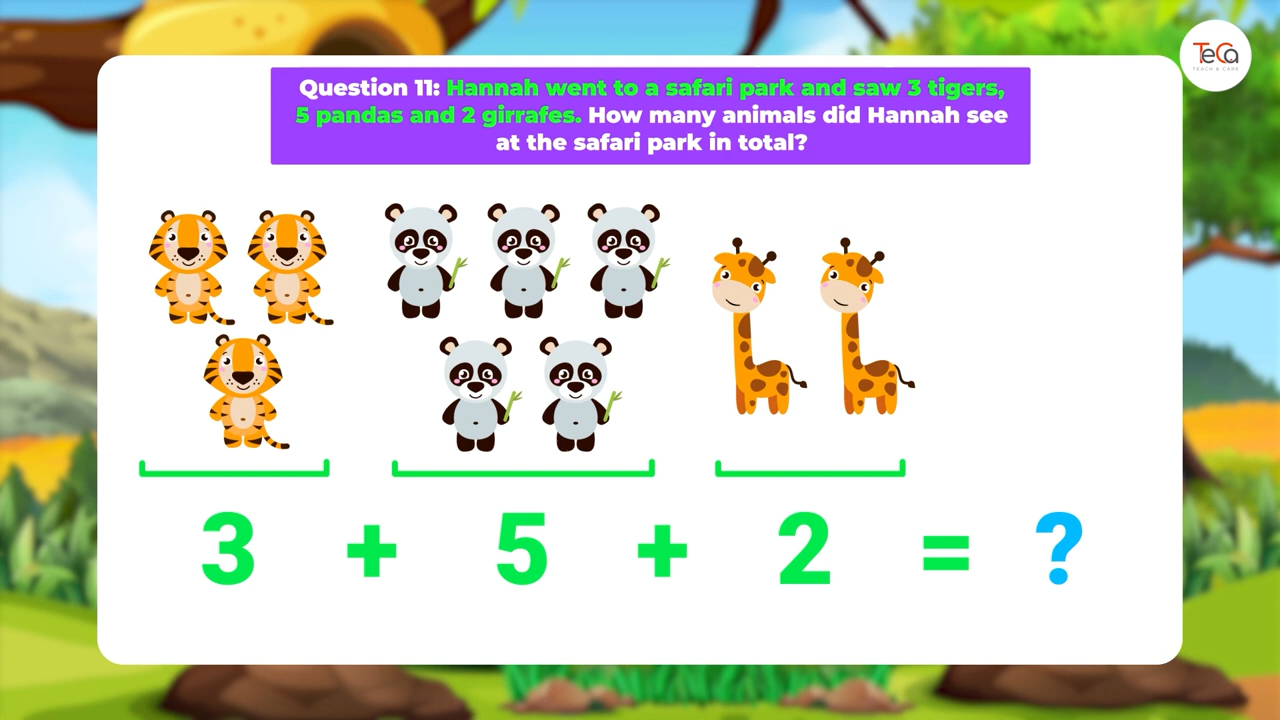 TeCa
TEACH & CARE
Question 11: Hannah went to a safari park and saw 3 tigers,
5 pandas and 2 girrafes. How many animals did Hannah see
at the safari park in total?
3 + 5 + 2 = ?